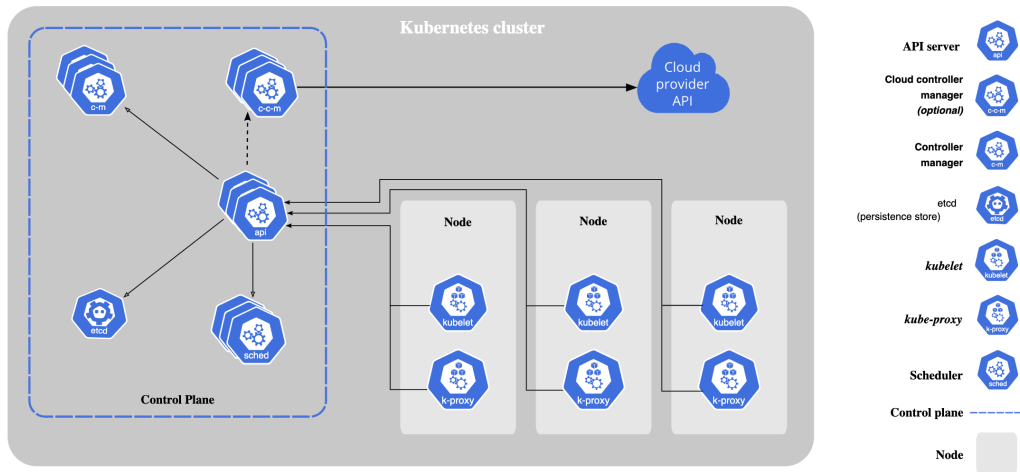 Kubernetes cluster
c-m
c-c-m
Cloud
provider
API
api
etcd
sched
Control Plane
Node
kubelet
k-proxy
Node
kubelet
k-proxy
Node
kubelet
k-proxy
API server
api
Cloud controller
manager
(optional)
c-c-m
Controller
manager
c-m
etcd
(persistence store)
etcd
kubelet
kubelet
kube-proxy
k-proxy
Scheduler
sched
Control plane
Node